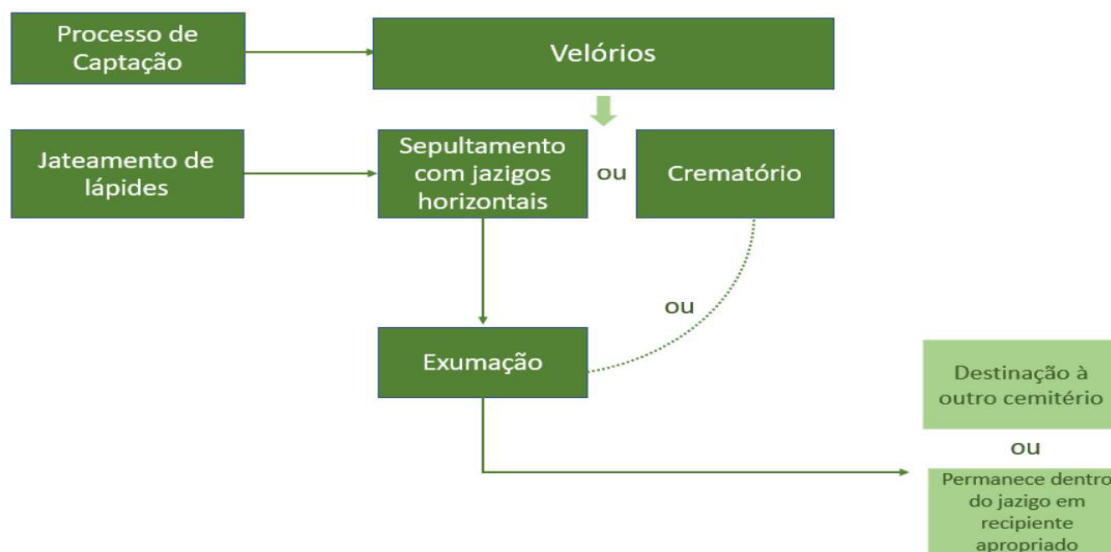 Processo de
Captação
Velórios
Jateamento de
lápides
Sepultamento
com jazigos
horizontais
ou
Crematório
ou
Exumação
Destinação à
outro cemitério
ou
Permanece dentro
do jazigo em
recipiente
apropriado